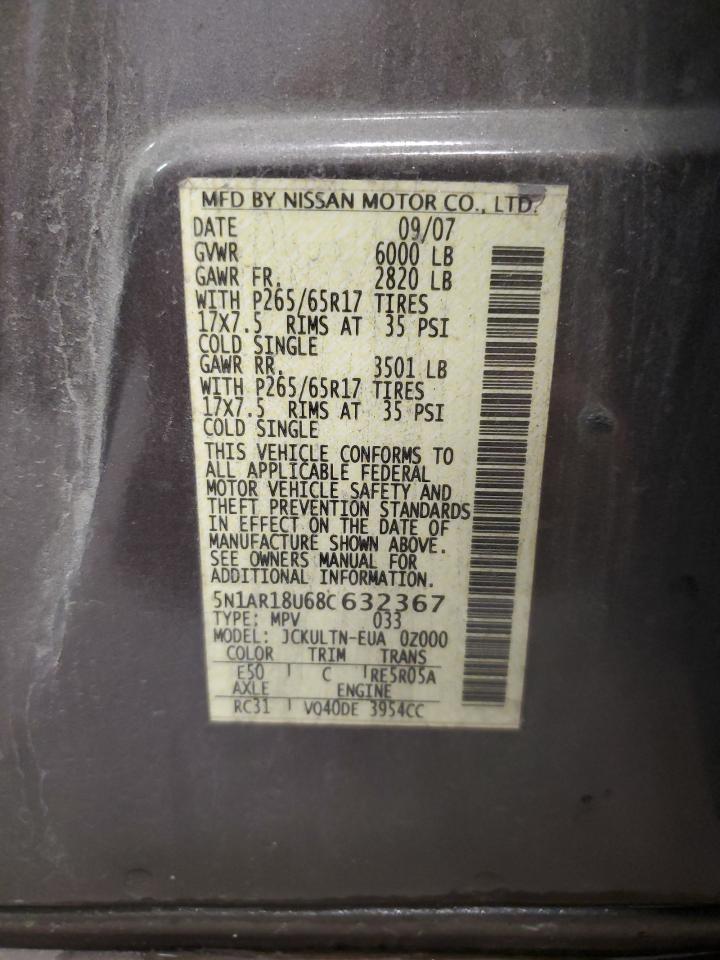 MFD BY NISSAN MOTOR CO., LTD.
DATE 09/07
GVWR 6000 LB
GAWR FR. 2820 LB
WITH P265/65R17 TIRES
17X7.5 RIMS AT 35 PSI
COLD SINGLE
GAWR RR. 3501 LB
WITH P265/65R17 TIRES
17X7.5 RIMS AT 35 PSI
COLD SINGLE
THIS VEHICLE CONFORMS TO
ALL APPLICABLE FEDERAL
MOTOR VEHICLE SAFETY AND
THEFT PREVENTION STANDARDS
IN EFFECT ON THE DATE OF
MANUFACTURE SHOWN ABOVE.
SEE OWNERS MANUAL FOR
ADDITIONAL INFORMATION.
5N1AR18U68C632367
TYPE: MPV 033
MODEL: JCKULTN-EUA 0Z000
COLOR TRIM TRANS
E50 C RE5R05A
AXLE ENGINE
RC31 VQ40DE 3954CC